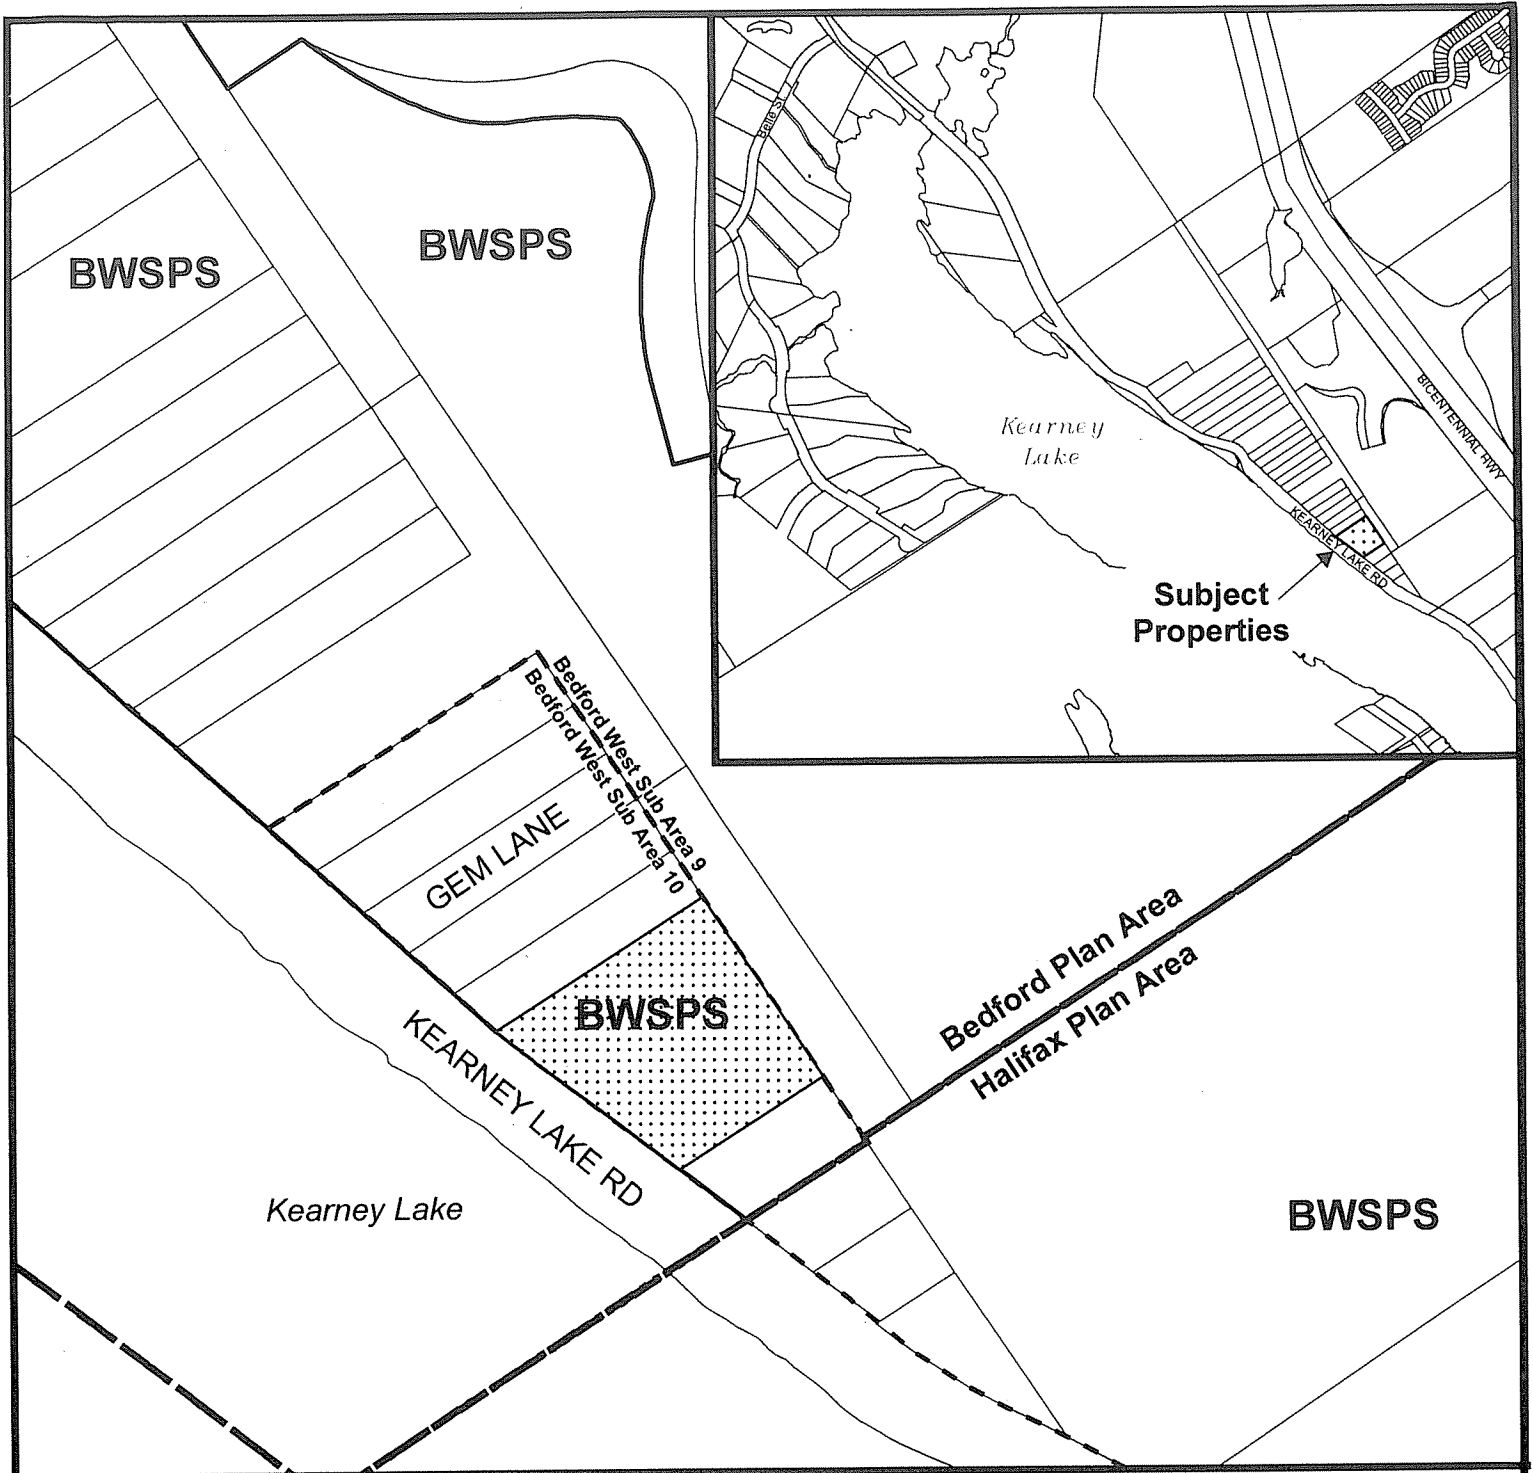 BWSPS
BWSPS
Belle St
Kearney
Lake
BICENTENNIAL HWY
KEARNEY LAKE RD
Subject
Properties
Bedford West Sub Area 9
Bedford West Sub Area 10
GEM LANE
BWSPS
KEARNEY LAKE RD
Bedford Plan Area
Halifax Plan Area
Kearney Lake
BWSPS